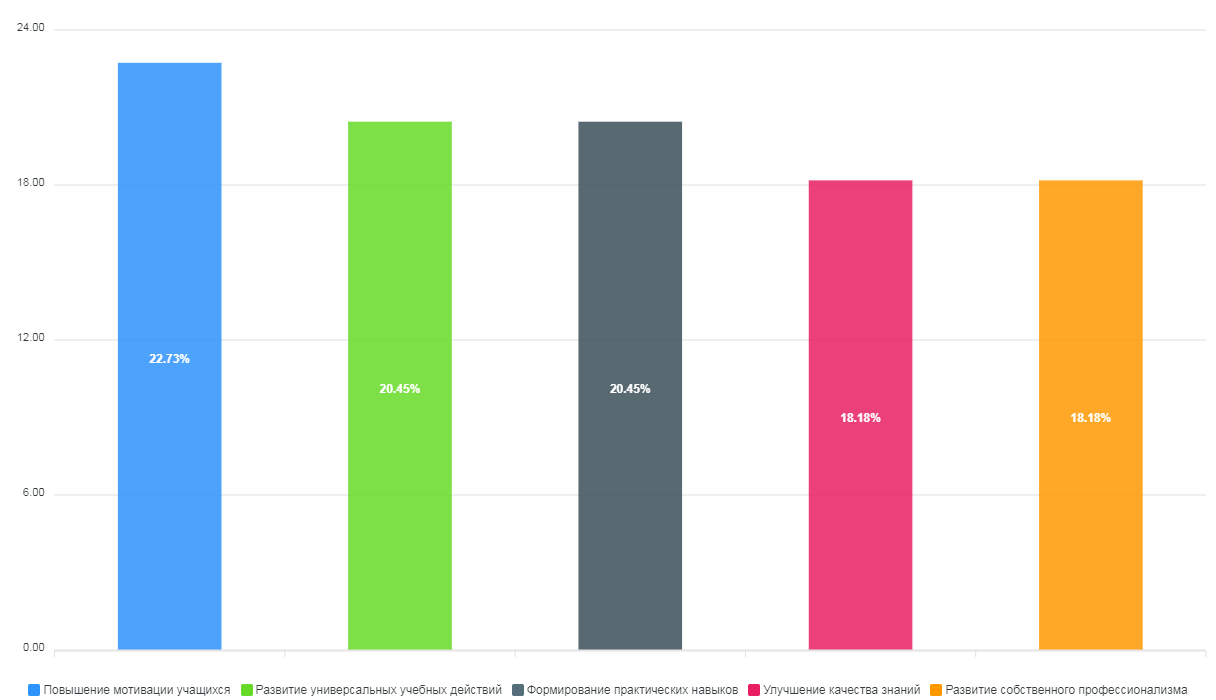 24.00
18.00
12.00
6.00
0.00
22.73%
20.45%
20.45%
18.18%
18.18%
Повышение мотивации учащихся
Развитие универсальных учебных действий
Формирование практических навыков
Улучшение качества знаний
Развитие собственного профессионализма